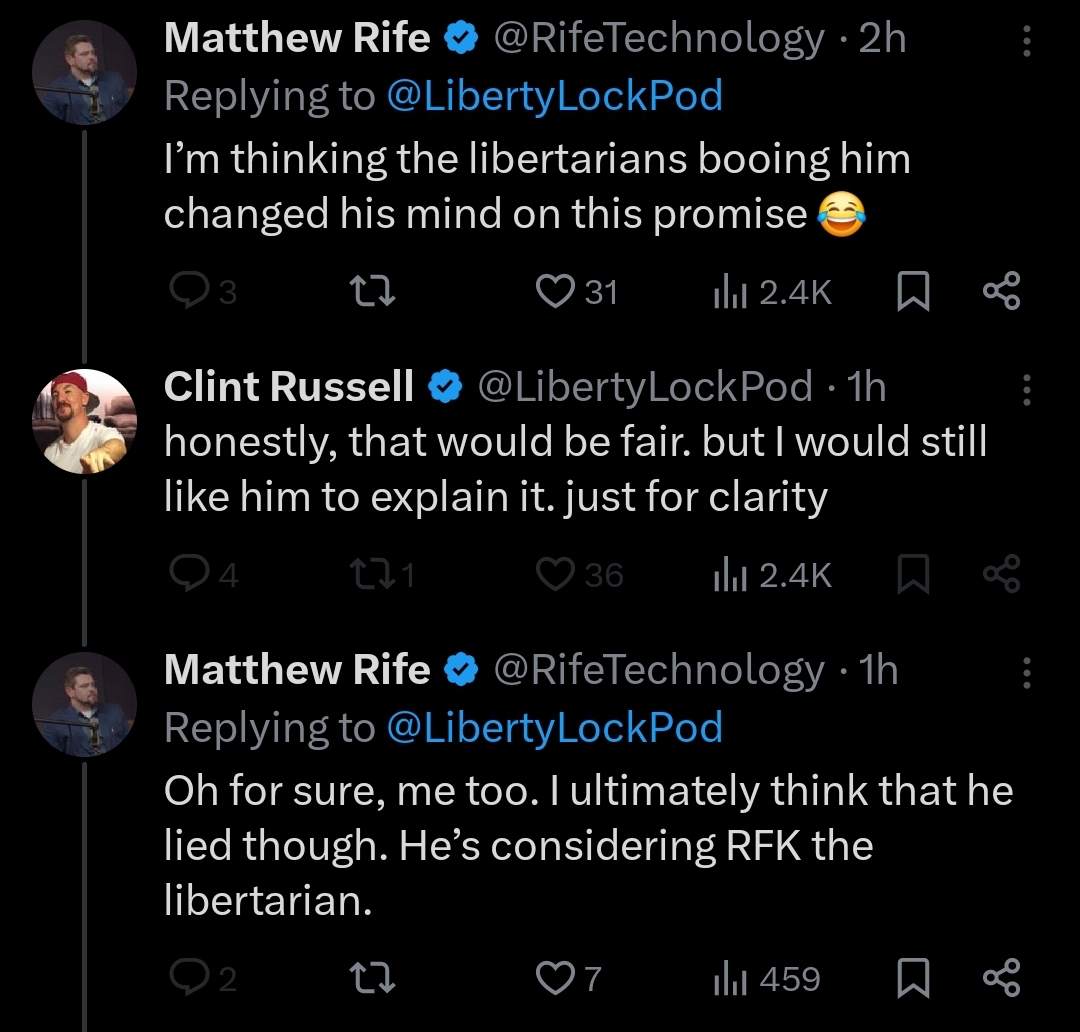 Matthew Rife @RifeTechnology · 2h
Replying to @LibertyLockPod
I’m thinking the libertarians booing him
changed his mind on this promise 😂
3 31 2.4K
Clint Russell @LibertyLockPod · 1h
honestly, that would be fair. but I would still
like him to explain it. just for clarity
4 1 36 2.4K
Matthew Rife @RifeTechnology · 1h
Replying to @LibertyLockPod
Oh for sure, me too. I ultimately think that he
lied though. He’s considering RFK the
libertarian.
2 7 459